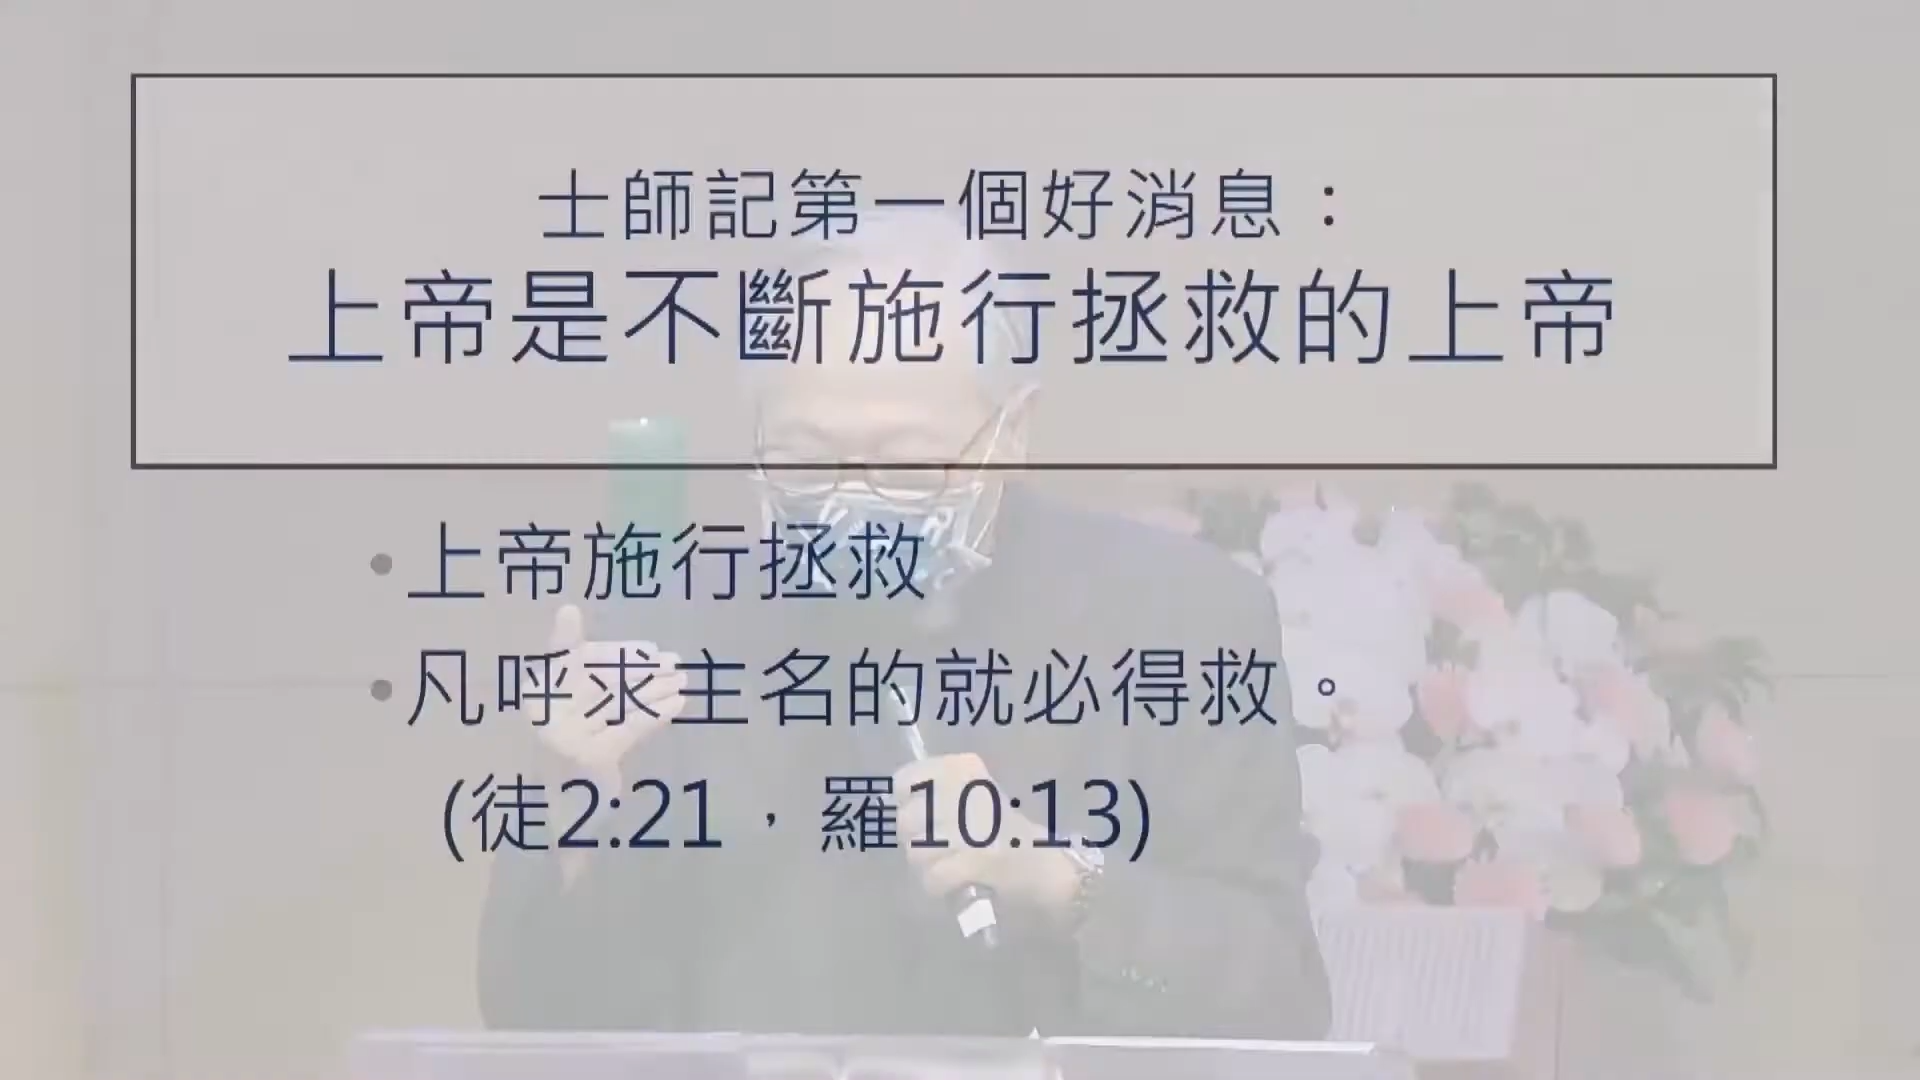 士師記第一個好消息：
上帝是不斷施行拯救的上帝
•上帝施行拯救
•凡呼求主名的就必得救。
(徒2:21，羅10:13)